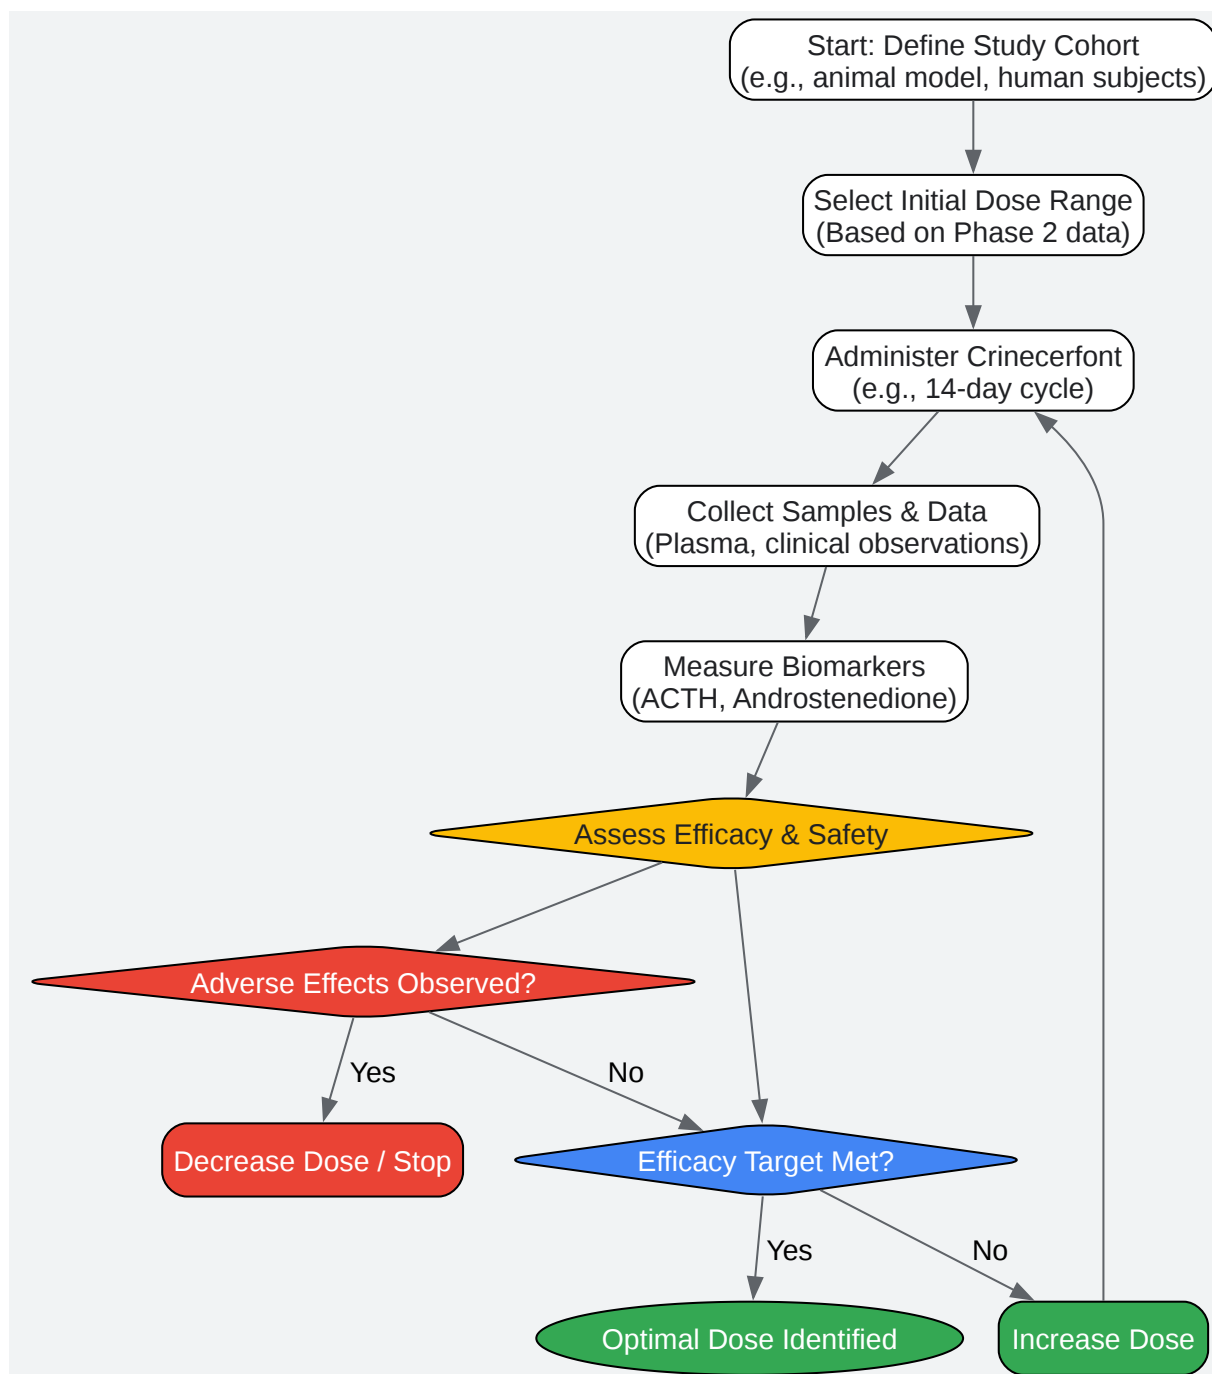 Start: Define Study Cohort
(e.g., animal model, human subjects)
Select Initial Dose Range
(Based on Phase 2 data)
Administer Crinecerfont
(e.g., 14-day cycle)
Collect Samples & Data
(Plasma, clinical observations)
Measure Biomarkers
(ACTH, Androstenedione)
Assess Efficacy & Safety
Adverse Effects Observed?
Yes
No
Decrease Dose / Stop
Efficacy Target Met?
Yes
No
Optimal Dose Identified
Increase Dose